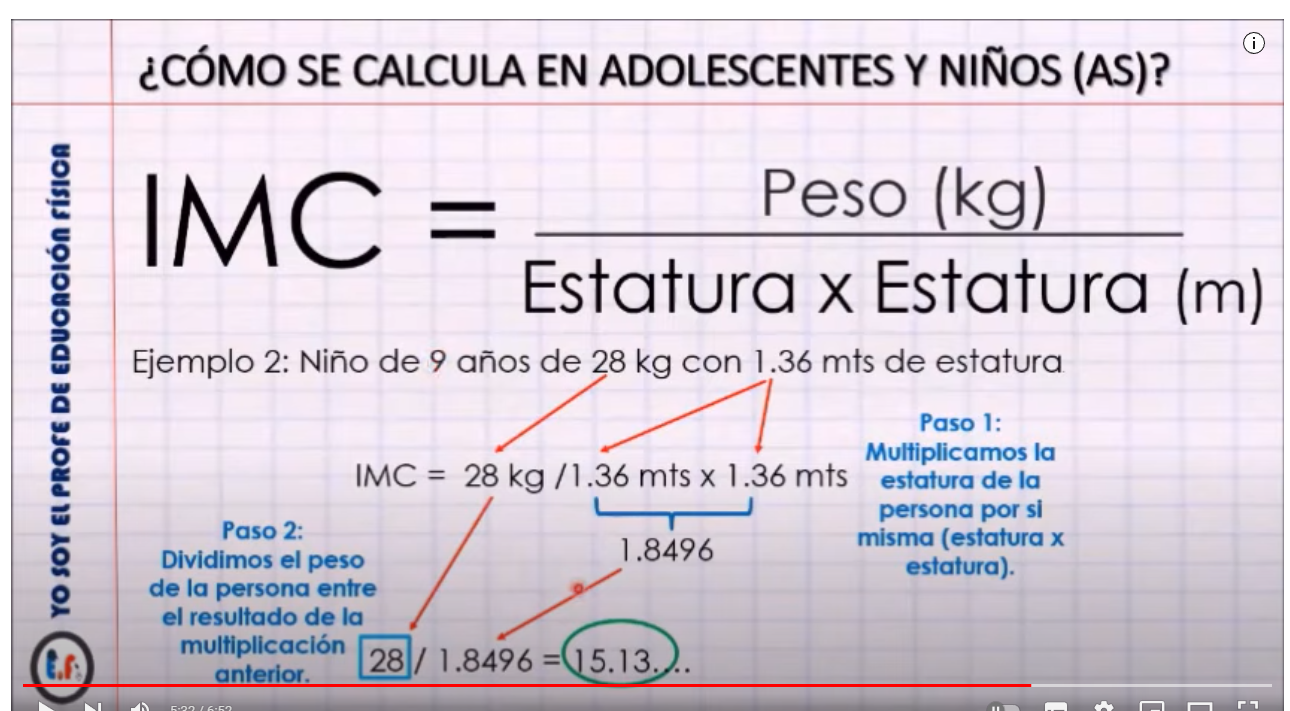 ¿CÓMO SE CALCULA EN ADOLESCENTES Y NIÑOS (AS)?
YO SOY EL PROFE DE EDUCACIÓN FÍSICA
IMC =
Peso (kg)
Estatura x Estatura (m)
Ejemplo 2: Niño de 9 años de 28 kg con 1.36 mts de estatura
IMC = 28 kg /1.36 mts x 1.36 mts
1.8496
Paso 1:
Multiplicamos la
estatura de la
persona por si
misma (estatura x
estatura).
Paso 2:
Dividimos el peso
de la persona entre
el resultado de la
multiplicación
anterior.
28 / 1.8496 = 15.13....
E.F.
5:32 / 6:52